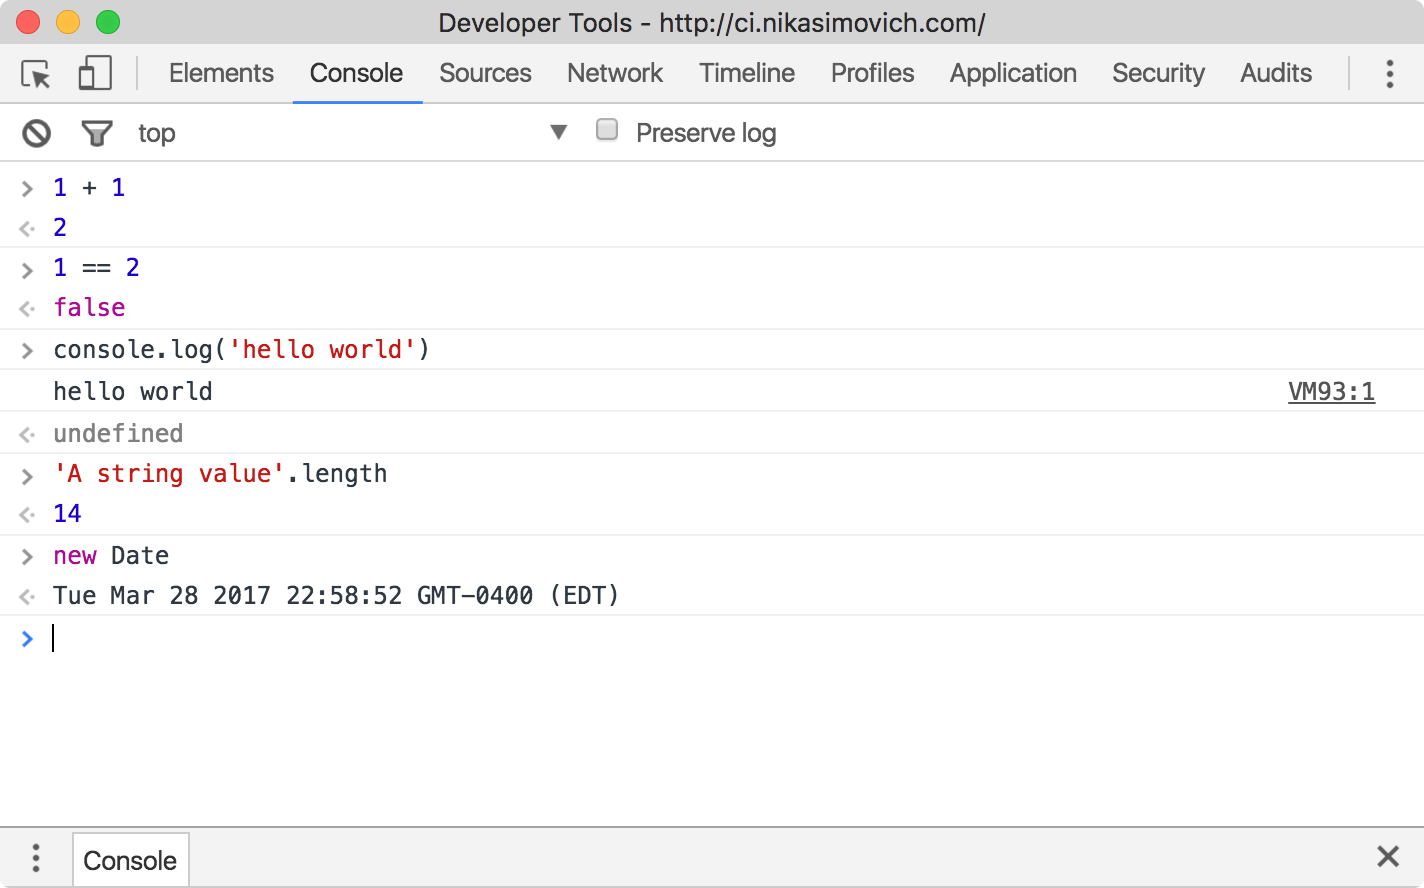 Developer Tools - http://ci.nikasimovich.com/
Elements Console Sources Network Timeline Profiles Application Security Audits
top ▼ Preserve log
> 1 + 1
2
> 1 == 2
false
> console.log('hello world')
hello world VM93:1
undefined
> 'A string value'.length
14
> new Date
Tue Mar 28 2017 22:58:52 GMT-0400 (EDT)
>
Console